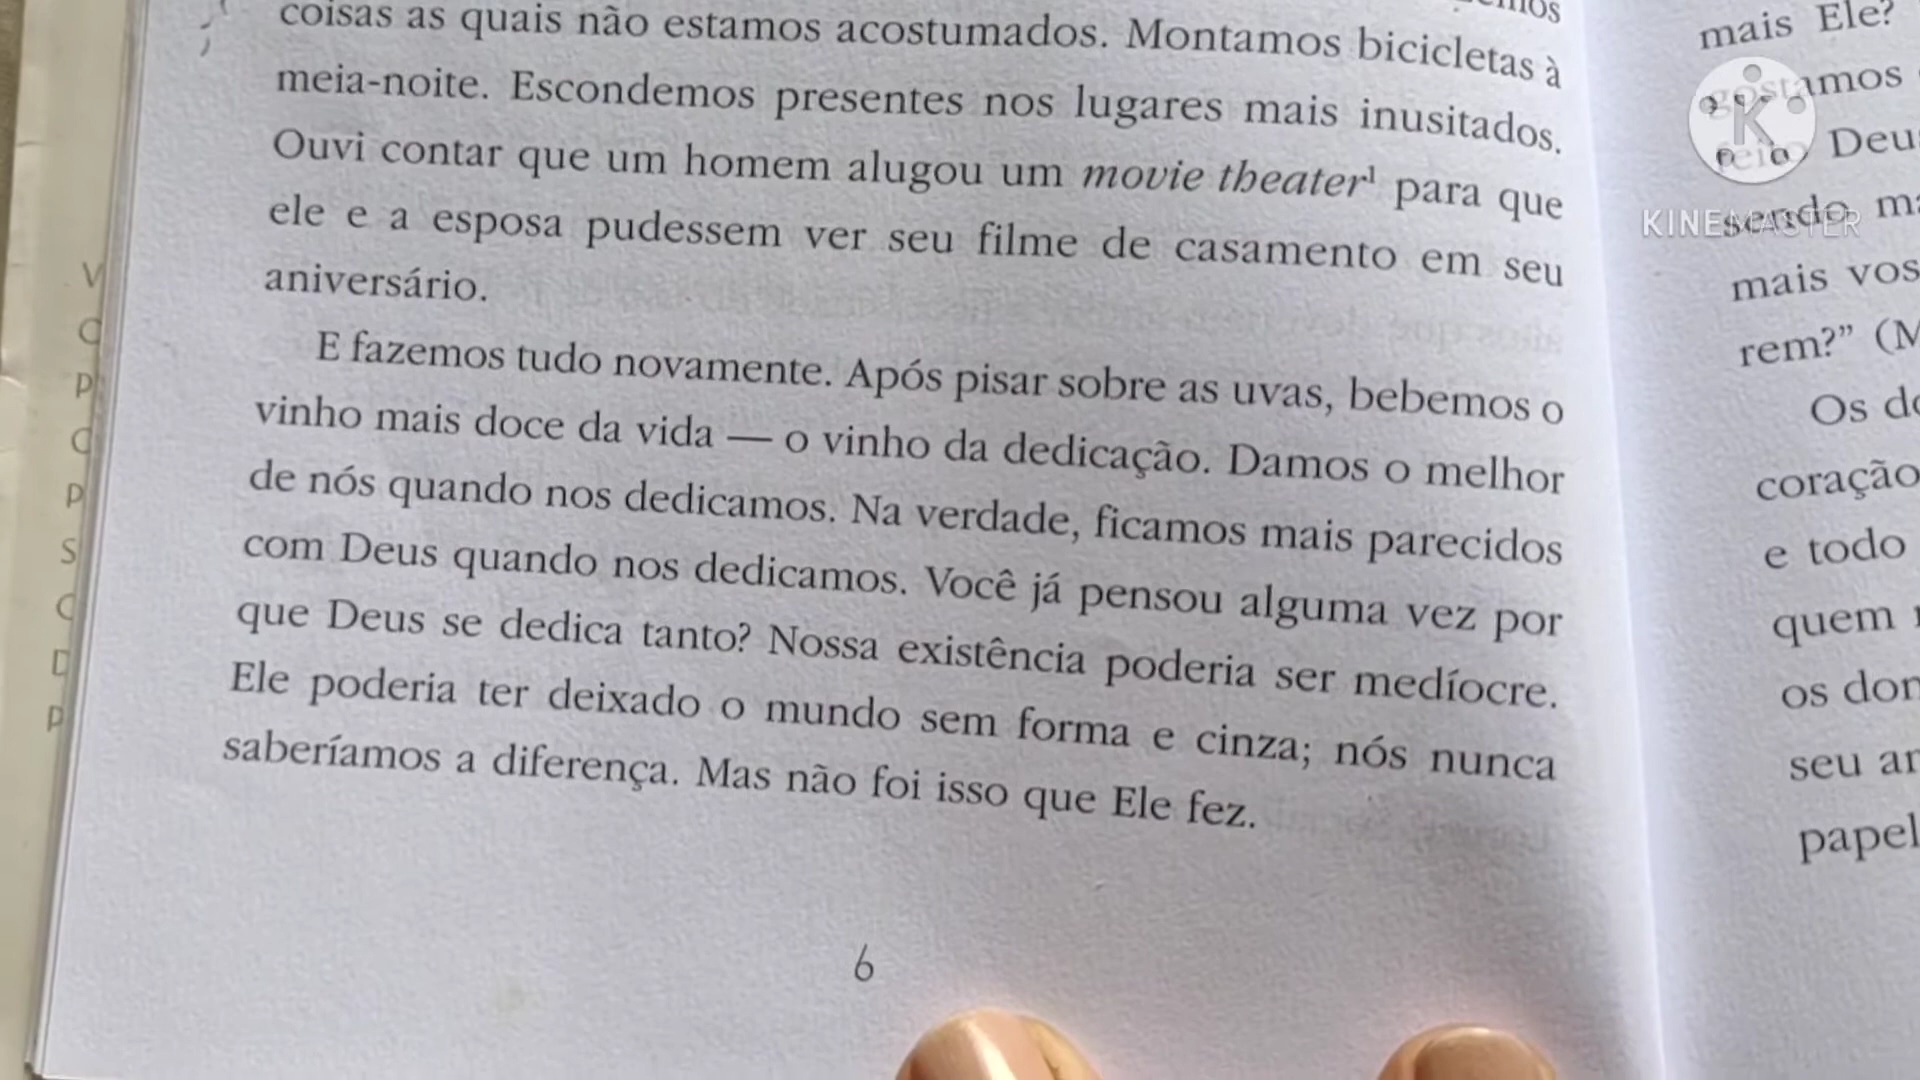 coisas as quais não estamos acostumados. Montamos bicicletas à
meia-noite. Escondemos presentes nos lugares mais inusitados.
Ouvi contar que um homem alugou um movie theater¹ para que
ele e a esposa pudessem ver seu filme de casamento em seu
aniversário.
E fazemos tudo novamente. Após pisar sobre as uvas, bebemos o
vinho mais doce da vida — o vinho da dedicação. Damos o melhor
de nós quando nos dedicamos. Na verdade, ficamos mais parecidos
com Deus quando nos dedicamos. Você já pensou alguma vez por
que Deus se dedica tanto? Nossa existência poderia ser medíocre.
Ele poderia ter deixado o mundo sem forma e cinza; nós nunca
saberíamos a diferença. Mas não foi isso que Ele fez.
6
mais Ele?
gostamos
Deus
sendo
mais vos
rem?”
Os
coração
e todo
quem
os
seu
papel
K
KINEMASTER
V
C
P
C
P
S
C
D
P